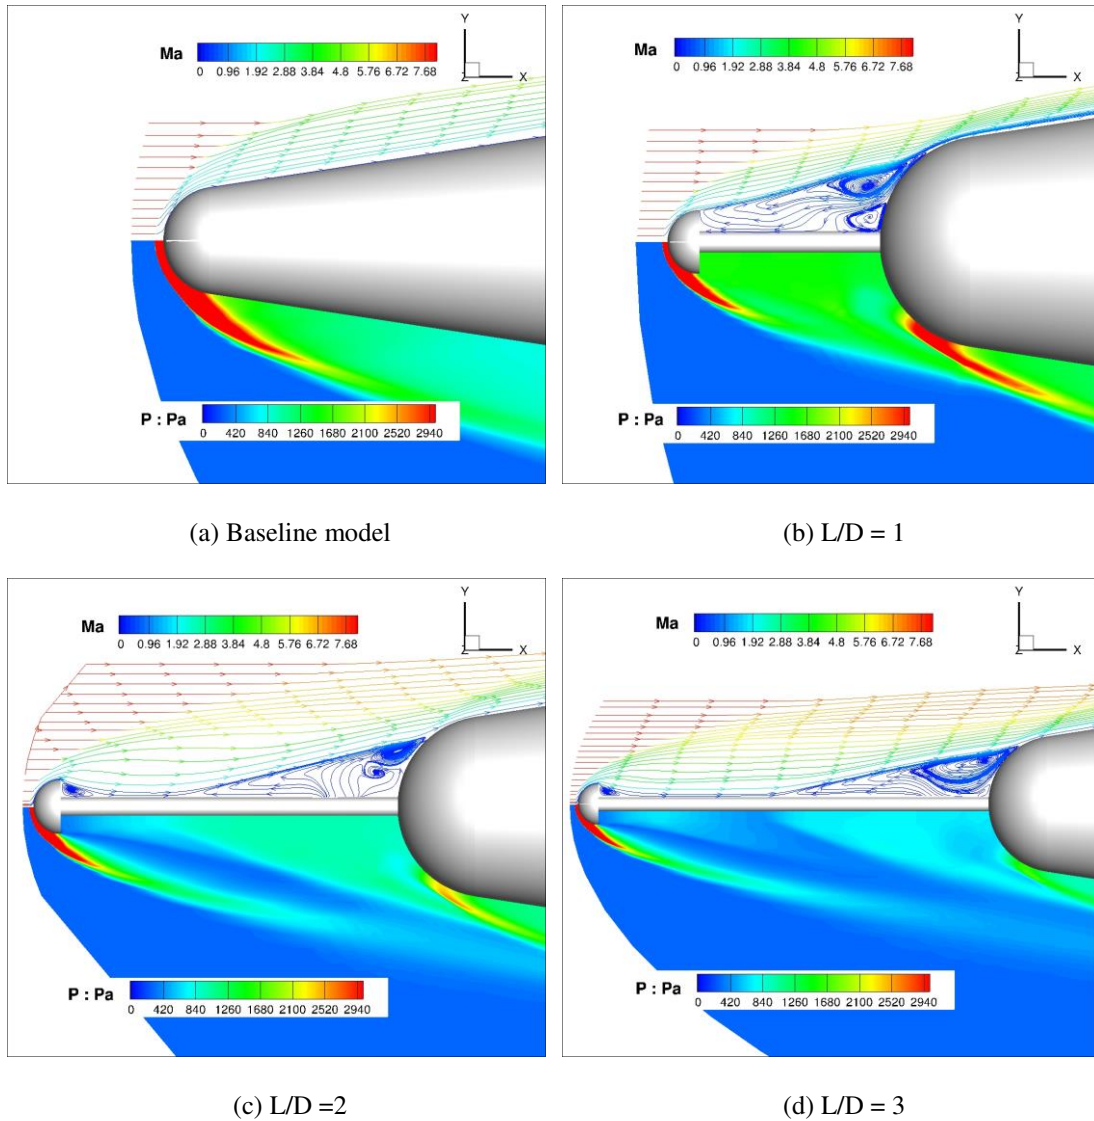 Y
Ma
0 0.96 1.92 2.88 3.84 4.8 5.76 6.72 7.68
Z X
P : Pa
0 420 840 1260 1680 2100 2520 2940
(a) Baseline model
Y
Ma
0 0.96 1.92 2.88 3.84 4.8 5.76 6.72 7.68
Z X
P : Pa
0 420 840 1260 1680 2100 2520 2940
(b) L/D = 1
Y
Ma
0 0.96 1.92 2.88 3.84 4.8 5.76 6.72 7.68
Z X
P : Pa
0 420 840 1260 1680 2100 2520 2940
(c) L/D =2
Y
Ma
0 0.96 1.92 2.88 3.84 4.8 5.76 6.72 7.68
Z X
P : Pa
0 420 840 1260 1680 2100 2520 2940
(d) L/D = 3